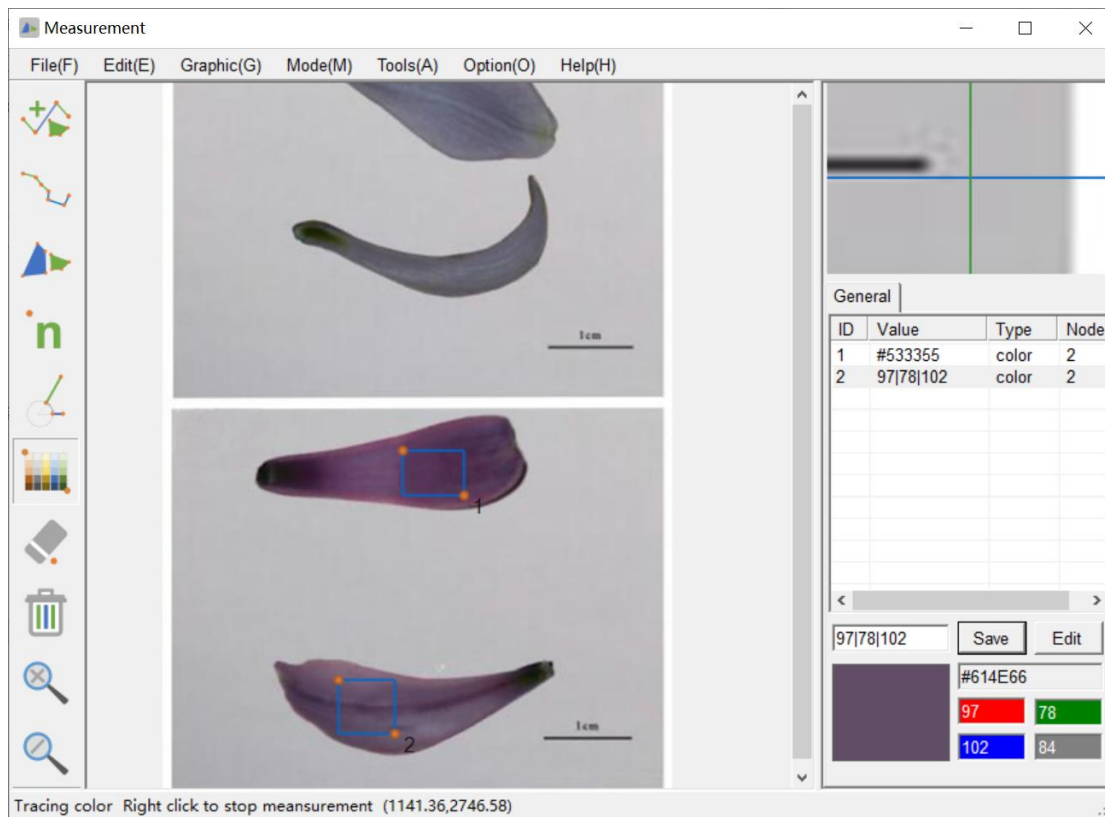 Measurement
File(F) Edit(E) Graphic(G) Mode(M) Tools(A) Option(O) Help(H)
n
1cm
1
2
1cm
General
ID Value Type Node
1 #533355 color 2
2 97|78|102 color 2
97|78|102 Save Edit
#614E66
97 78
102 84
Tracing color Right click to stop meansurement (1141.36,2746.58)